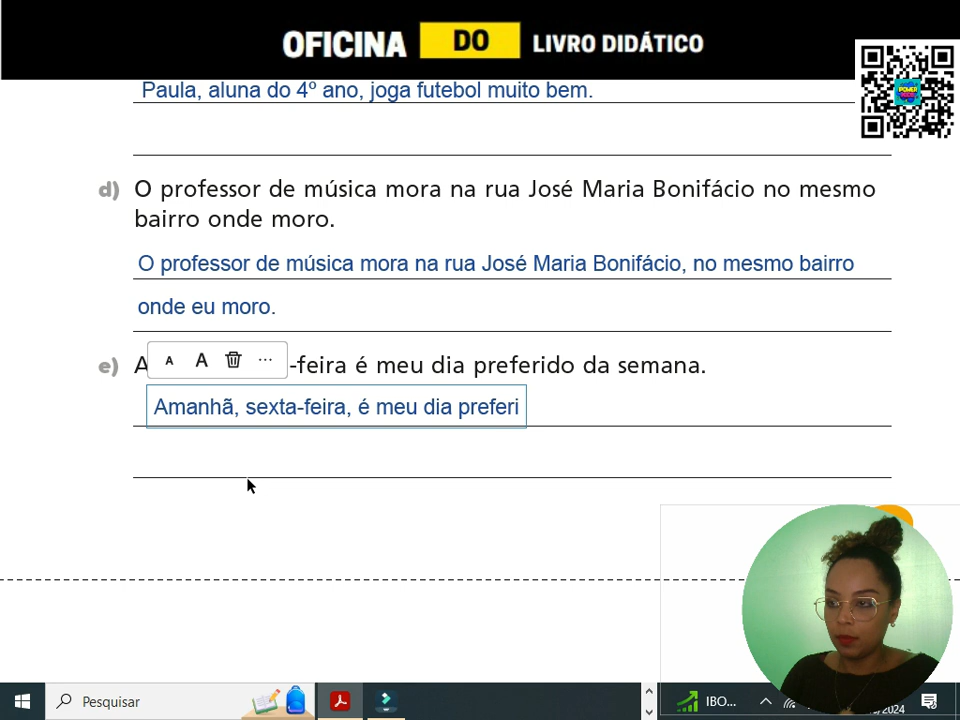 OFICINA DO LIVRO DIDÁTICO
Paula, aluna do 4º ano, joga futebol muito bem.
d) O professor de música mora na rua José Maria Bonifácio no mesmo
bairro onde moro.
O professor de música mora na rua José Maria Bonifácio, no mesmo bairro
onde eu moro.
A A ...
e) A -feira é meu dia preferido da semana.
Amanhã, sexta-feira, é meu dia preferi
Pesquisar
IBO...
/2024